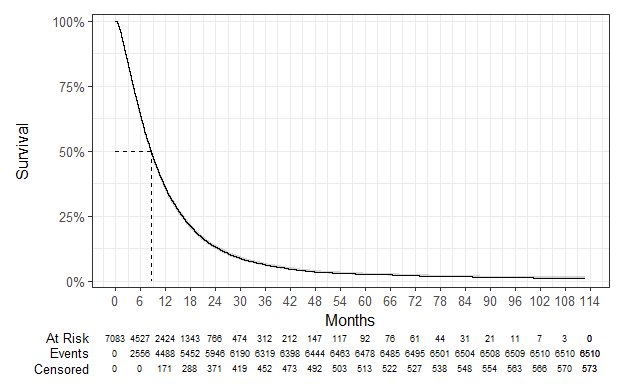 100%
75%
50%
25%
0%
Survival
0 6 12 18 24 30 36 42 48 54 60 66 72 78 84 90 96 102 108 114
Months
At Risk 7083 4527 2424 1343 766 474 312 212 147 117 92 76 61 44 31 21 11 7 3 0
Events 0 2556 4488 5452 5946 6190 6319 6398 6444 6463 6478 6485 6495 6501 6504 6508 6509 6510 6510 6510
Censored 0 0 171 288 371 419 452 473 492 503 513 522 527 538 548 554 563 566 570 573